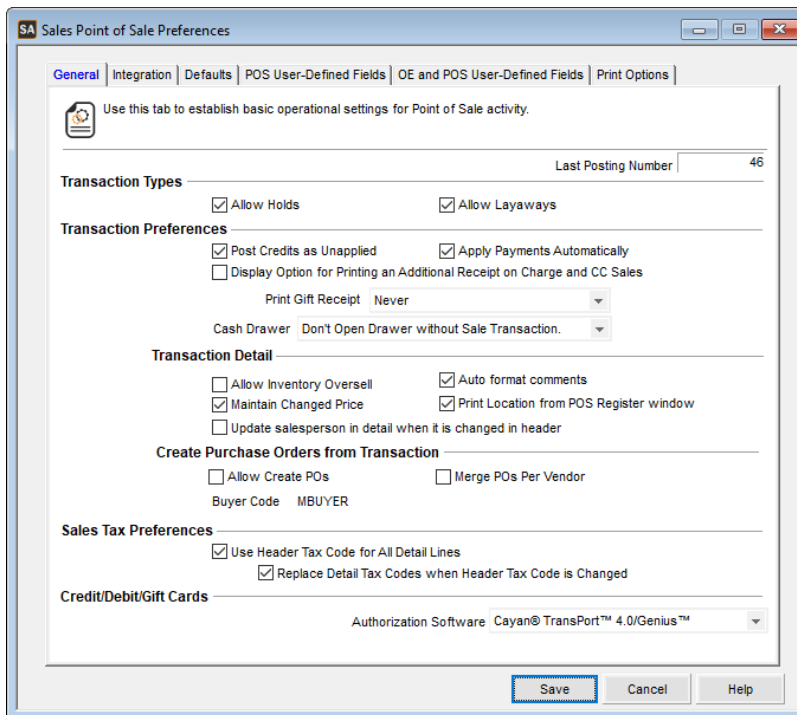 SA Sales Point of Sale Preferences
General Integration Defaults POS User-Defined Fields OE and POS User-Defined Fields Print Options
Use this tab to establish basic operational settings for Point of Sale activity.
Last Posting Number 46
Transaction Types
Allow Holds Allow Layaways
Transaction Preferences
Post Credits as Unapplied Apply Payments Automatically
Display Option for Printing an Additional Receipt on Charge and CC Sales
Print Gift Receipt Never
Cash Drawer Don't Open Drawer without Sale Transaction.
Transaction Detail
Allow Inventory Oversell Auto format comments
Maintain Changed Price Print Location from POS Register window
Update salesperson in detail when it is changed in header
Create Purchase Orders from Transaction
Allow Create POs Merge POs Per Vendor
Buyer Code MBUYER
Sales Tax Preferences
Use Header Tax Code for All Detail Lines
Replace Detail Tax Codes when Header Tax Code is Changed
Credit/Debit/Gift Cards
Authorization Software Cayan® TransPort™ 4.0/Genius™
Save Cancel Help